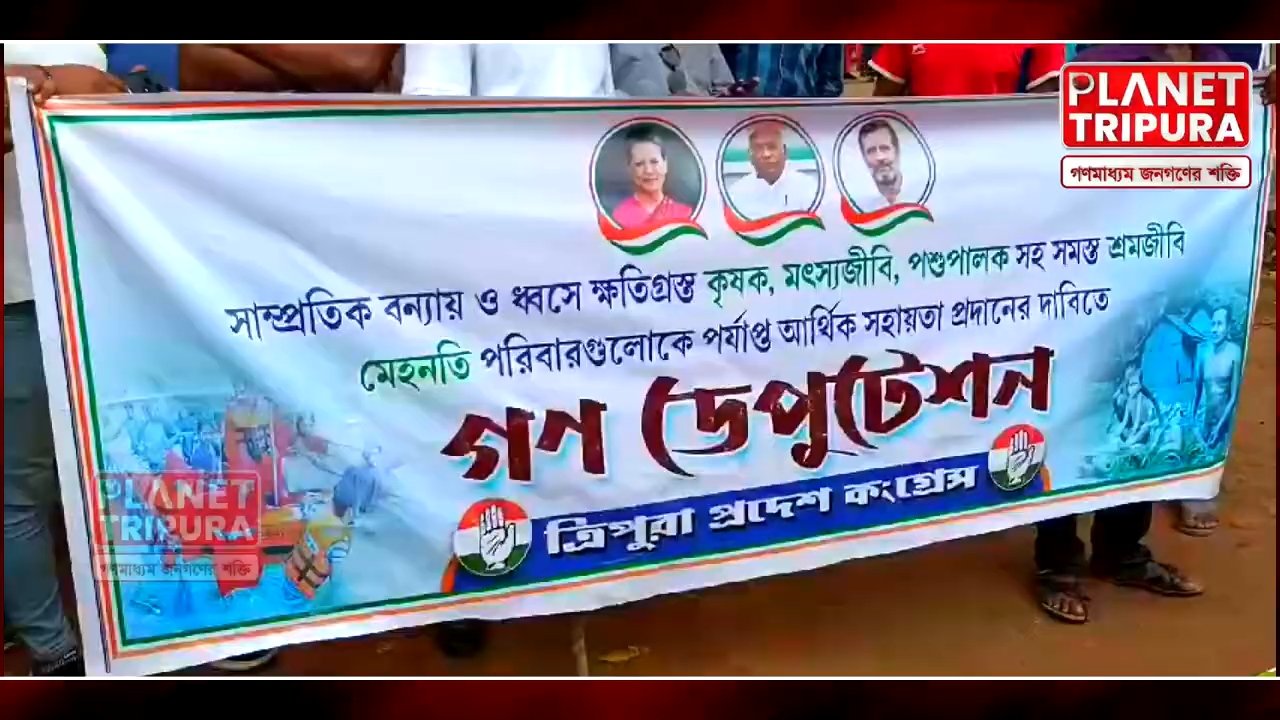 PLANET
TRIPURA
গণমাধ্যম জনগণের শক্তি
সাম্প্রতিক বন্যায় ও ধ্বসে ক্ষতিগ্রস্ত কৃষক, মৎস্যজীবি, পশুপালক সহ সমস্ত শ্রমজীবি
মেহনতি পরিবারগুলোকে পর্যাপ্ত আর্থিক সহায়তা প্রদানের দাবিতে
গণ ডেপুটেশন
ত্রিপুরা প্রদেশ কংগ্রেস
PLANET
TRIPURA
গণমাধ্যম জনগণের শক্তি